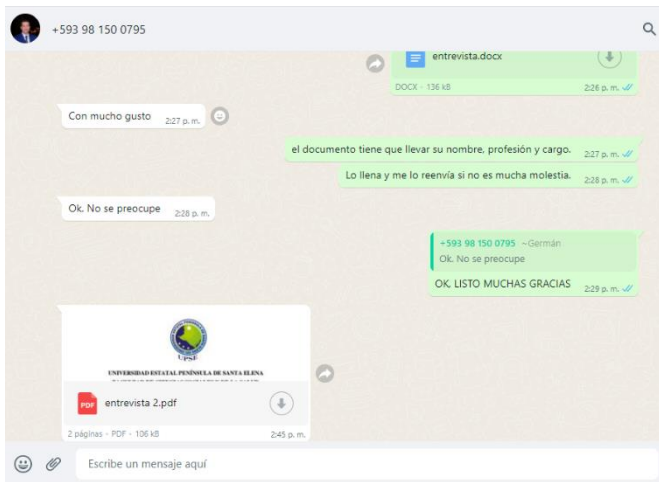 +593 98 150 0795
entrevista.docx
DOCX • 136 kB
2:26 p. m.
Con mucho gusto
2:27 p. m.
el documento tiene que llevar su nombre, profesión y cargo.
2:27 p. m.
Lo llena y me lo reenvía si no es mucha molestia.
2:28 p. m.
Ok. No se preocupe
2:28 p. m.
+593 98 150 0795 ~Germán
Ok. No se preocupe
OK, LISTO MUCHAS GRACIAS
2:29 p. m.
UPSE
UNIVERSIDAD ESTATAL PENÍNSULA DE SANTA ELENA
PDF
entrevista 2.pdf
2 páginas • PDF • 106 kB
2:45 p. m.
Escribe un mensaje aquí